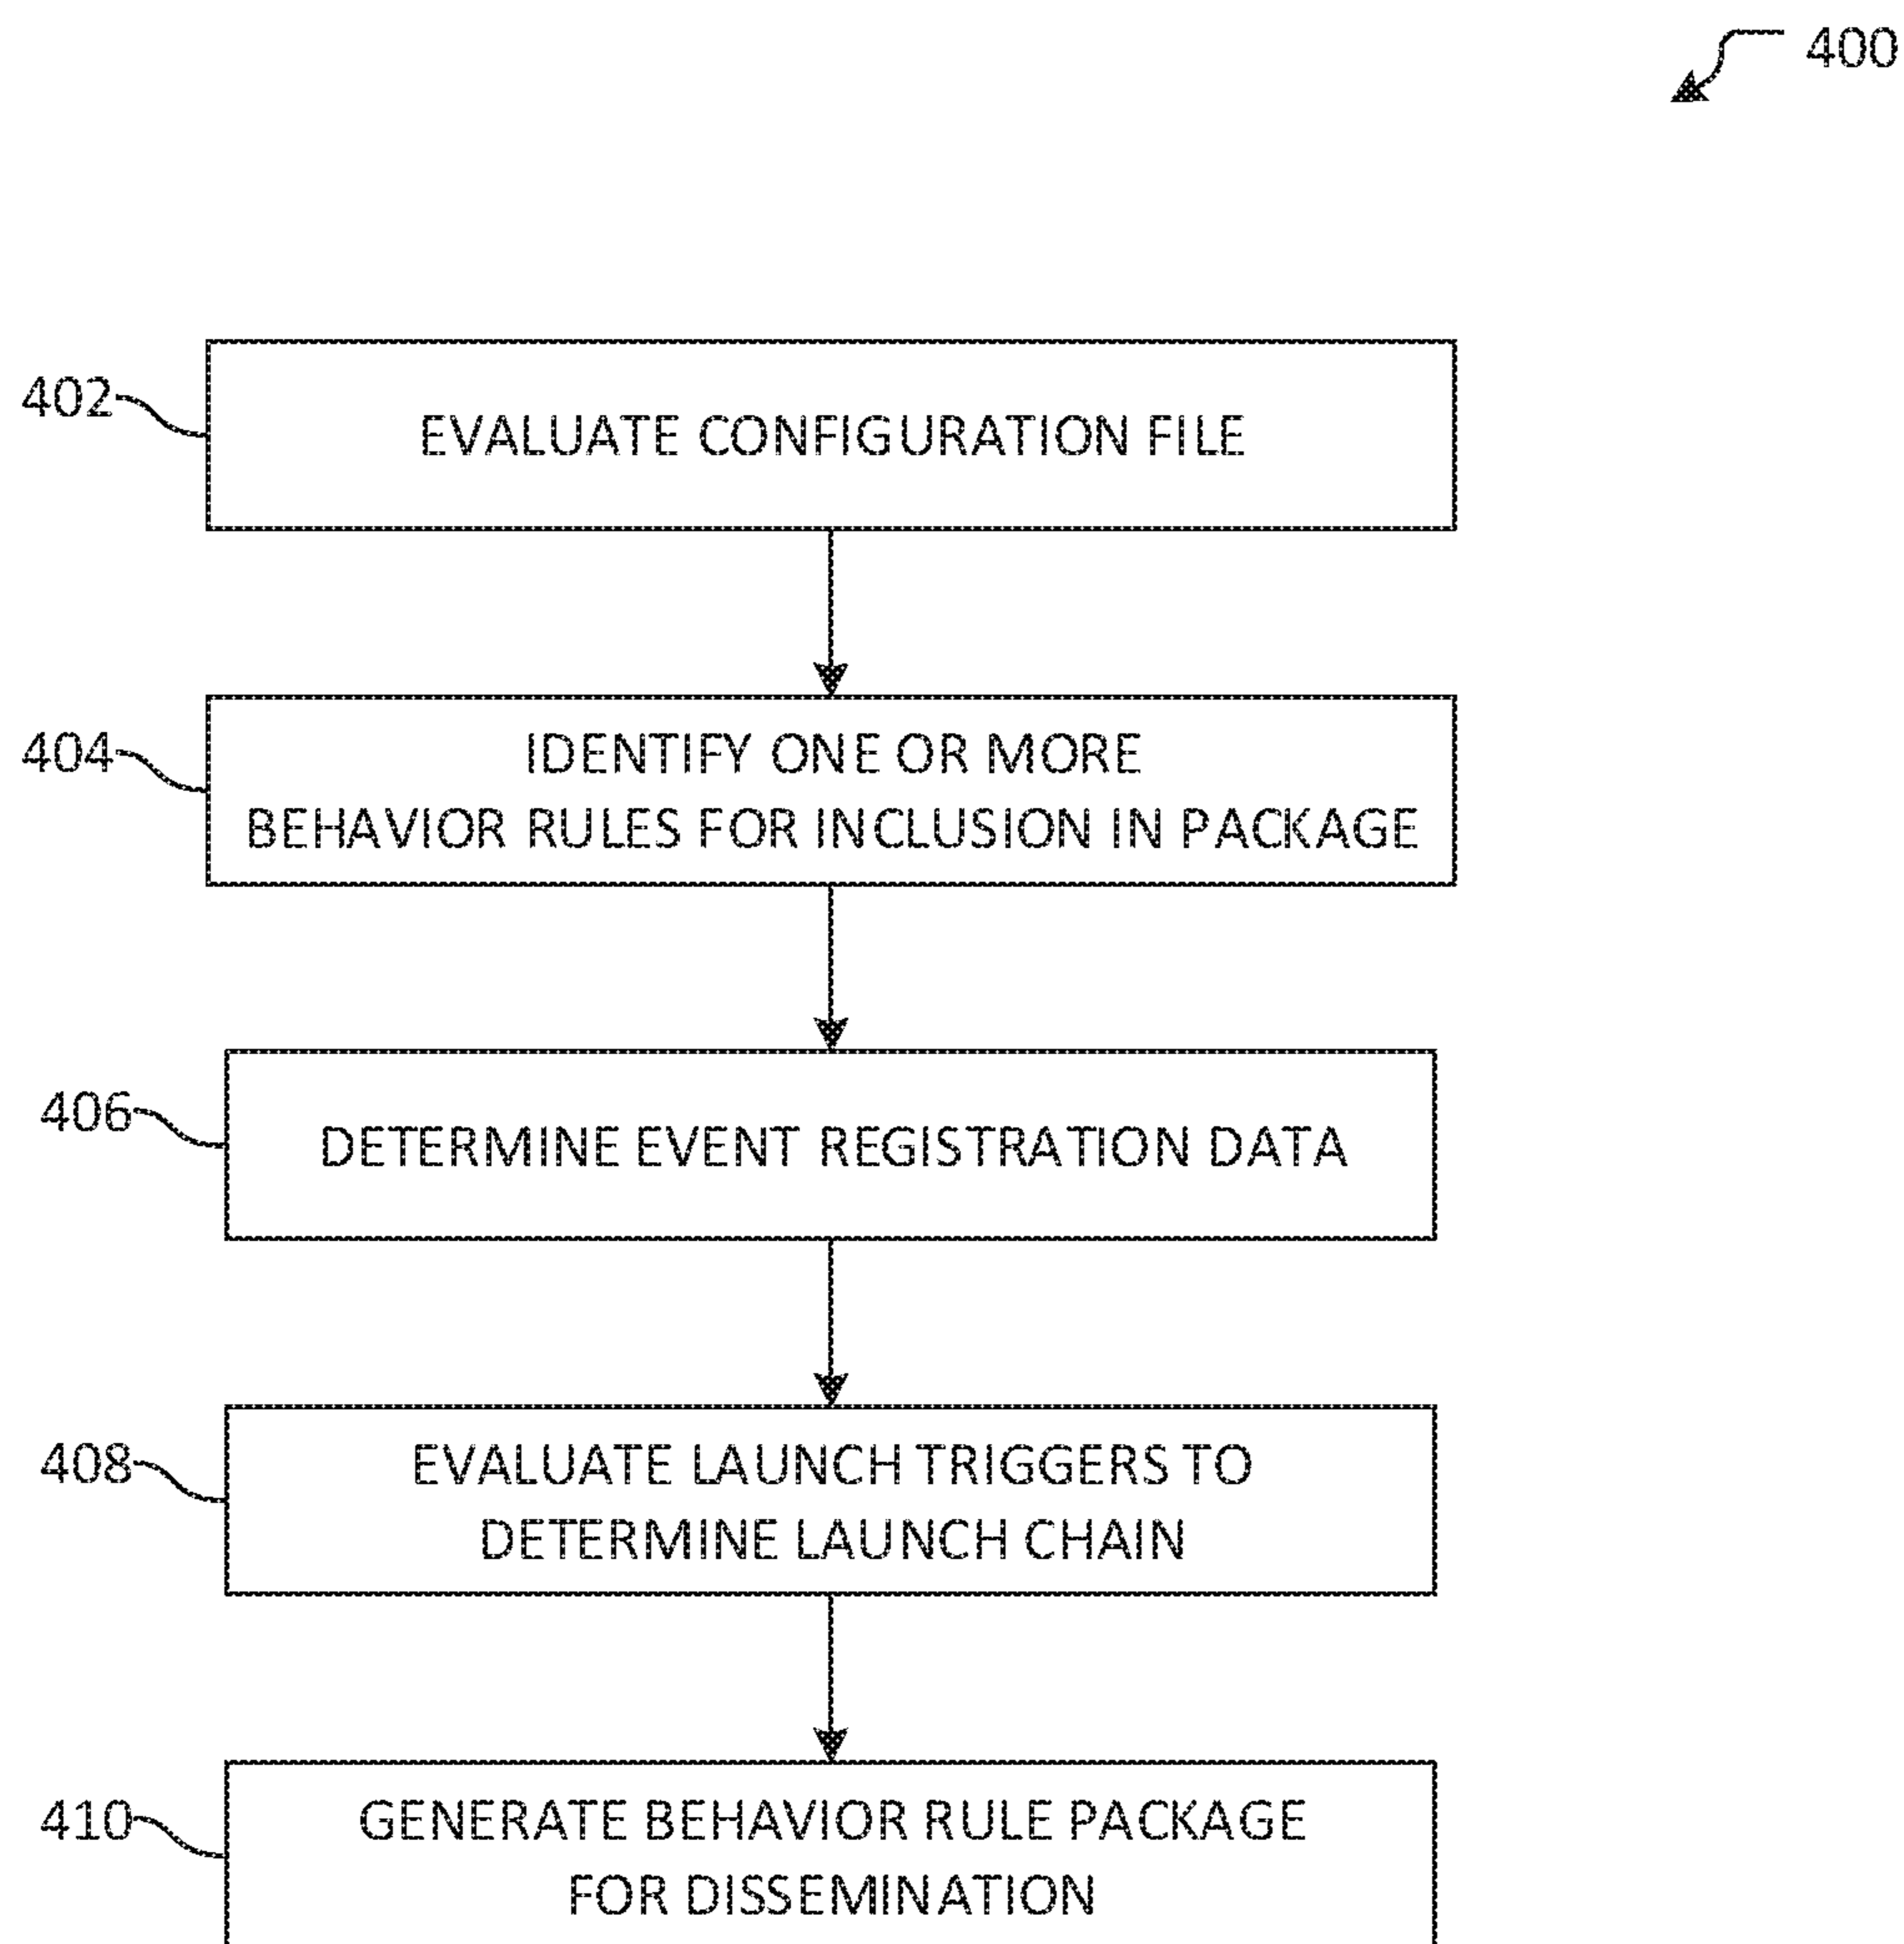 400
402
EVALUATE CONFIGURATION FILE
404
IDENTIFY ONE OR MORE
BEHAVIOR RULES FOR INCLUSION IN PACKAGE
406
DETERMINE EVENT REGISTRATION DATA
408
EVALUATE LAUNCH TRIGGERS TO
DETERMINE LAUNCH CHAIN
410
GENERATE BEHAVIOR RULE PACKAGE
FOR DISSEMINATION